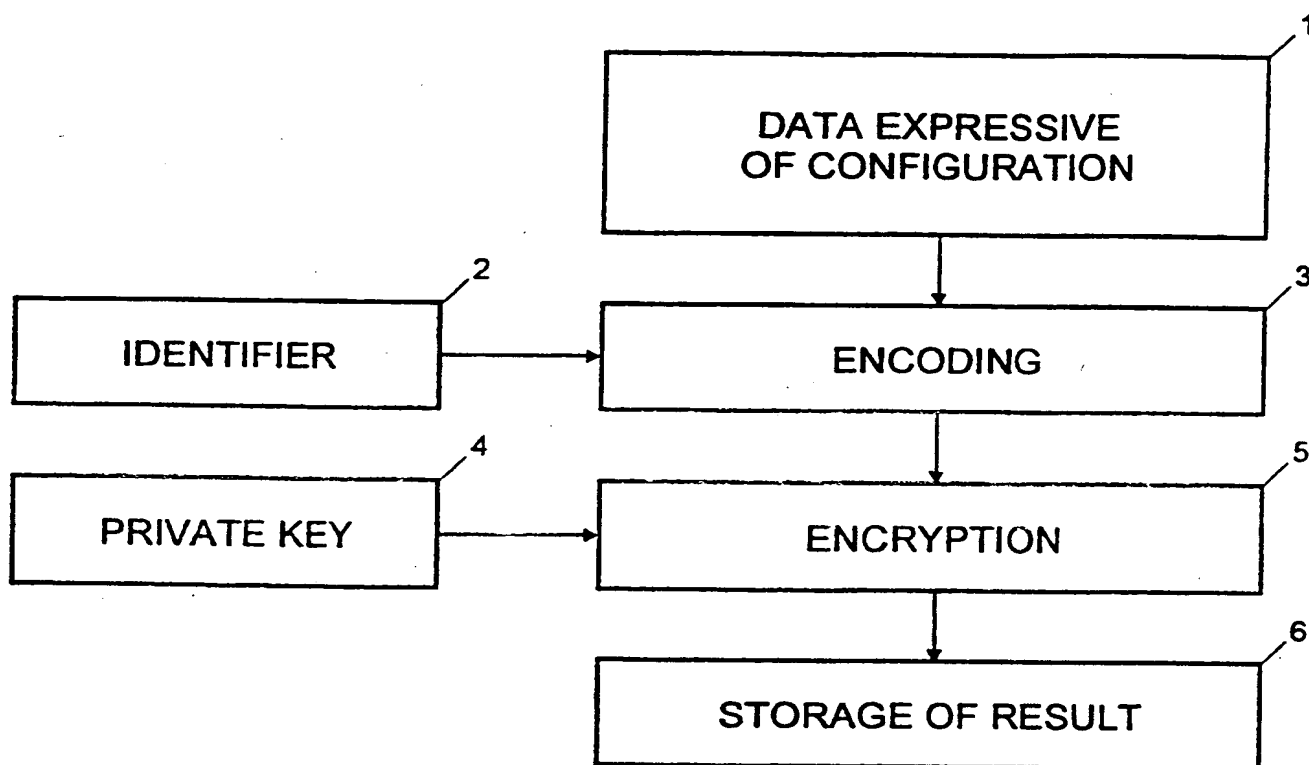 1
DATA EXPRESSIVE
OF CONFIGURATION
2
IDENTIFIER
3
ENCODING
4
PRIVATE KEY
5
ENCRYPTION
6
STORAGE OF RESULT